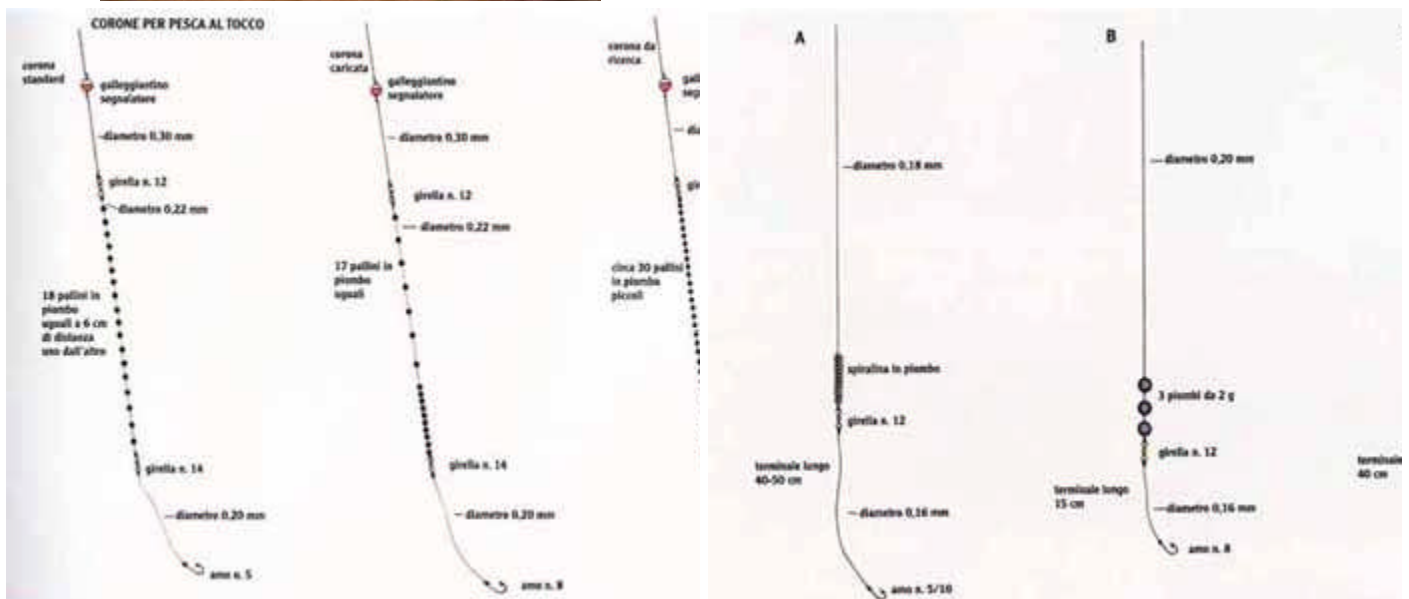 CORONE PER PESCA AL TOCCO
corona
standard
galleggiantino
segnalatore
diametro 0,30 mm
girella n. 12
diametro 0,22 mm
18 pallini in
piombo
uguali a 6 cm
di distanza
uno dall'altro
girella n. 14
diametro 0,20 mm
amo n. 5
corona
caricata
galleggiantino
segnalatore
diametro 0,30 mm
girella n. 12
diametro 0,22 mm
17 pallini in
piombo
uguali
girella n. 14
diametro 0,20 mm
amo n. 8
corona da
ricerca
circa 30 pallini
in piombo
piccoli
A
diametro 0,18 mm
spiralina in piombo
girella n. 12
terminale lungo
40-50 cm
diametro 0,16 mm
amo n. 5/10
B
diametro 0,20 mm
3 piombi da 2 g
girella n. 12
terminale lungo
15 cm
diametro 0,16 mm
amo n. 8
terminale
40 cm